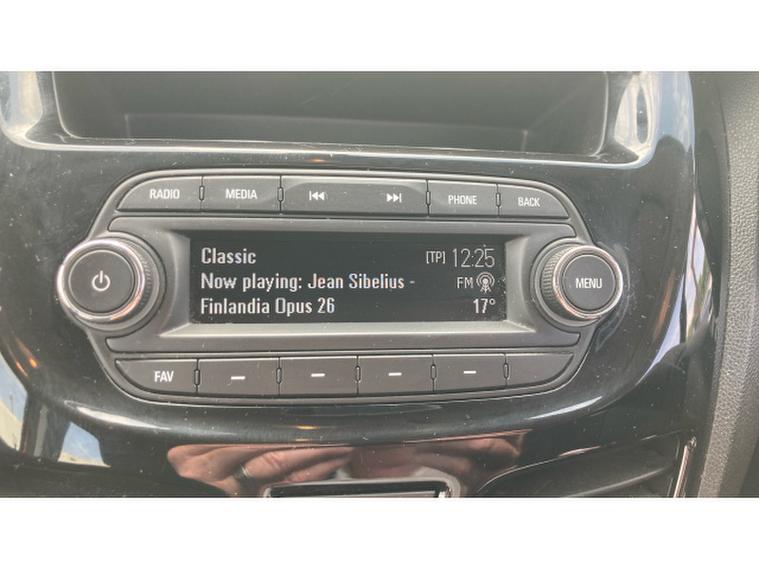 RADIO MEDIA PHONE BACK
Classic [TP] 12:25
Now playing: Jean Sibelius - FM
Finlandia Opus 26 17°
MENU
FAV